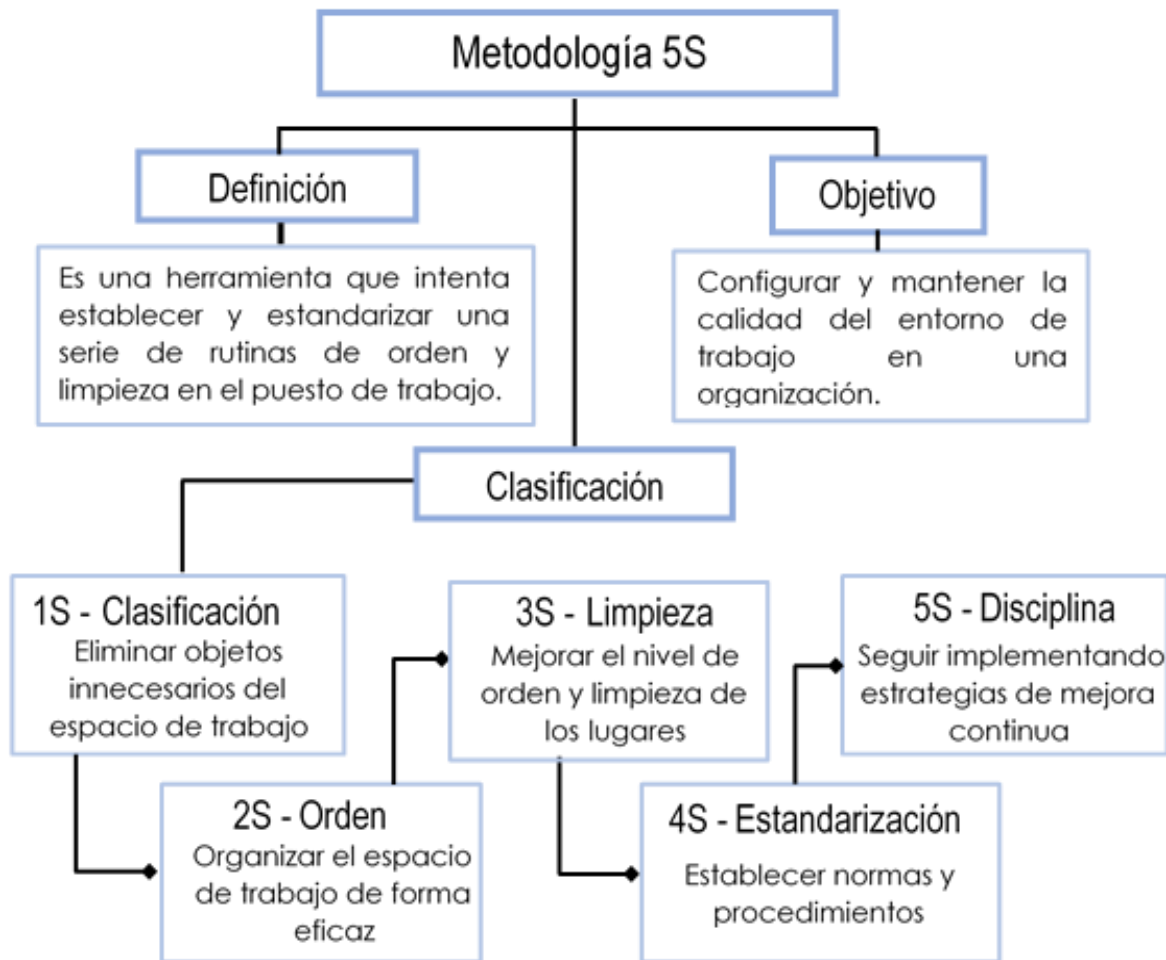 Metodología 5S
Definición
Es una herramienta que intenta
establecer y estandarizar una
serie de rutinas de orden y
limpieza en el puesto de trabajo.
Objetivo
Configurar y mantener la
calidad del entorno de
trabajo en una
organización.
Clasificación
1S - Clasificación
Eliminar objetos
innecesarios del
espacio de trabajo
2S - Orden
Organizar el espacio
de trabajo de forma
eficaz
3S - Limpieza
Mejorar el nivel de
orden y limpieza de
los lugares
4S - Estandarización
Establecer normas y
procedimientos
5S - Disciplina
Seguir implementando
estrategias de mejora
continua